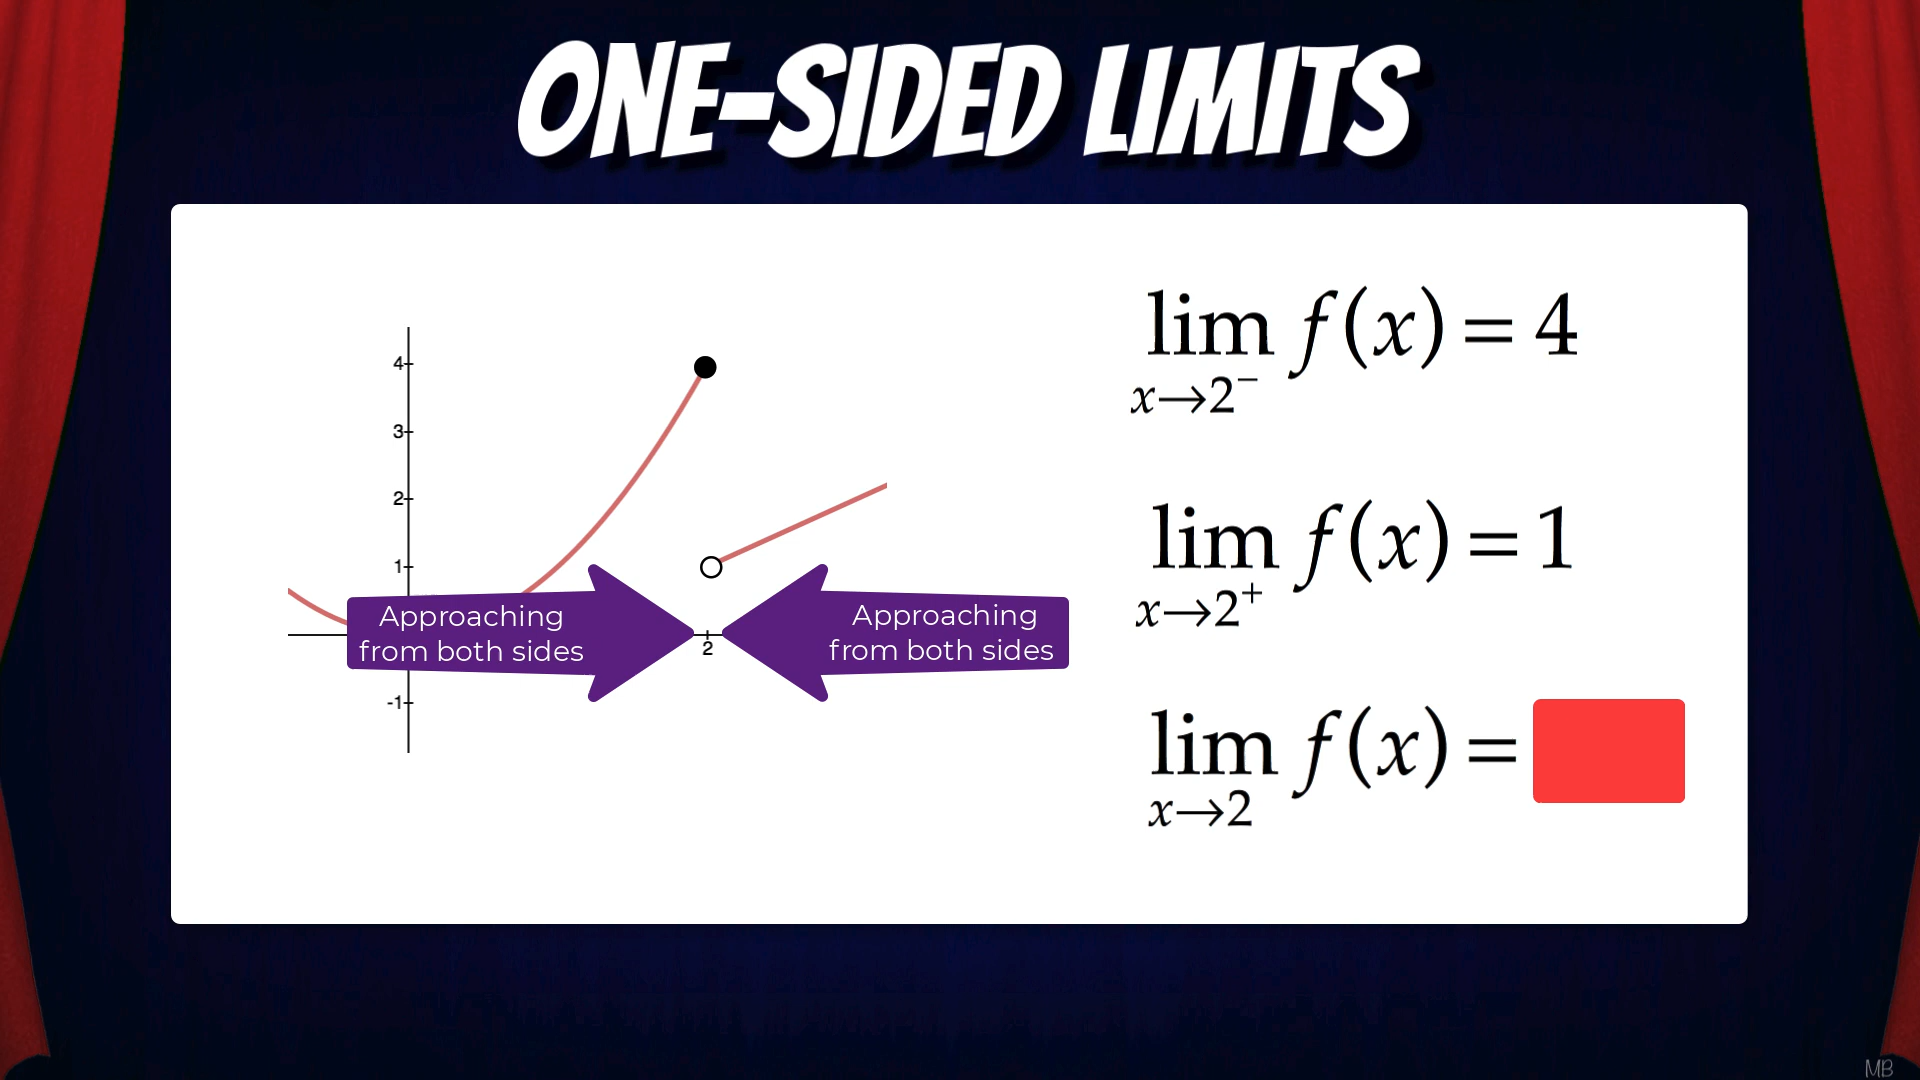 ONE-SIDED LIMITS
4
3
2
1
-1
2
Approaching
from both sides
Approaching
from both sides
lim f(x) = 4
x→2⁻
lim f(x) = 1
x→2⁺
lim f(x) =
x→2
MB